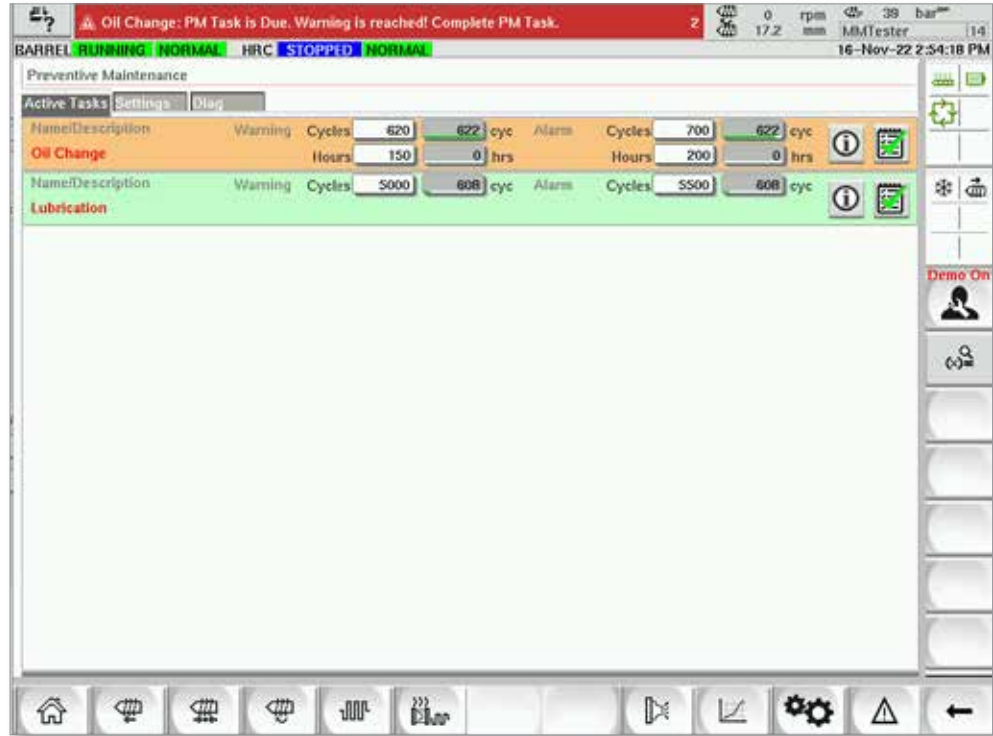 Oil Change: PM Task is Due. Warning is reached! Complete PM Task. 2 0 rpm 39 bar
17.2 mm MMTester 14
BARREL RUNNING NORMAL HRC STOPPED NORMAL 16-Nov-22 2:54:18 PM
Preventive Maintenance
Active Tasks Settings Diag
Name/Description Warning Cycles 620 622 cyc Alarm Cycles 700 622 cyc
Oil Change Hours 150 0 hrs Hours 200 0 hrs
Name/Description Warning Cycles 5000 608 cyc Alarm Cycles 5500 608 cyc
Lubrication
Demo On